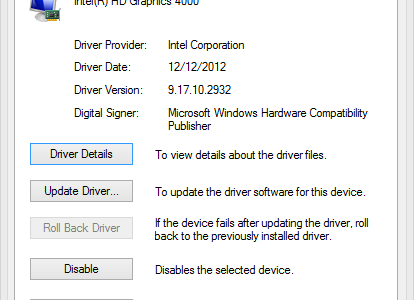 Intel(R) HD Graphics 4000
Driver Provider: Intel Corporation
Driver Date: 12/12/2012
Driver Version: 9.17.10.2932
Digital Signer: Microsoft Windows Hardware Compatibility
Publisher
Driver Details To view details about the driver files.
Update Driver... To update the driver software for this device.
Roll Back Driver If the device fails after updating the driver, roll
back to the previously installed driver.
Disable Disables the selected device.